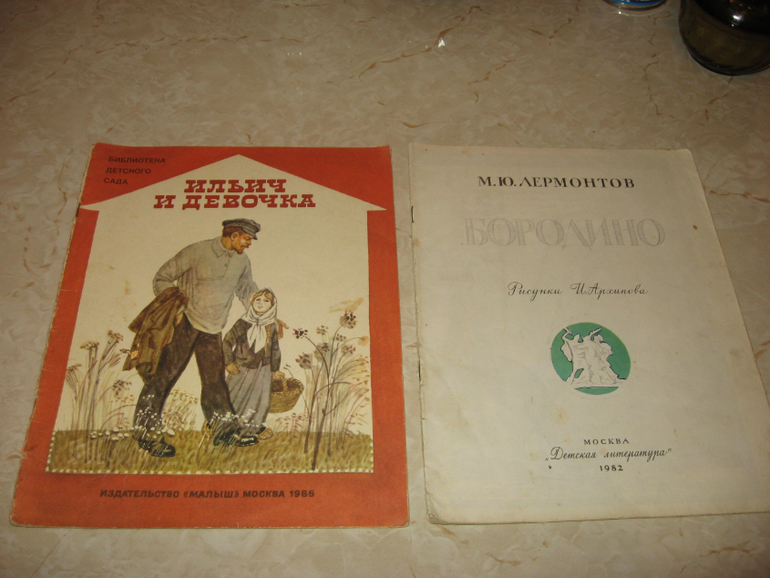 БИБЛИОТЕКА
ДЕТСКОГО
САДА
ИЛЬИЧ
И ДЕВОЧКА
ИЗДАТЕЛЬСТВО «МАЛЫШ» МОСКВА 1966
М.Ю.ЛЕРМОНТОВ
БОРОДИНО
Рисунки И.Архипова
МОСКВА
„Детская литература"
1982